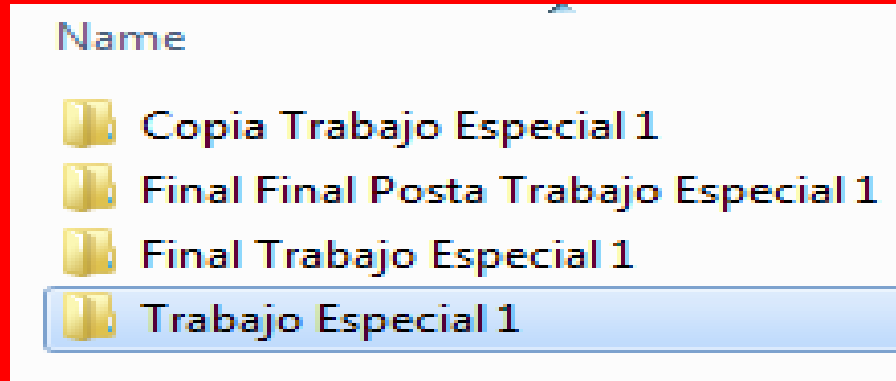 Name
Copia Trabajo Especial 1
Final Final Posta Trabajo Especial 1
Final Trabajo Especial 1
Trabajo Especial 1